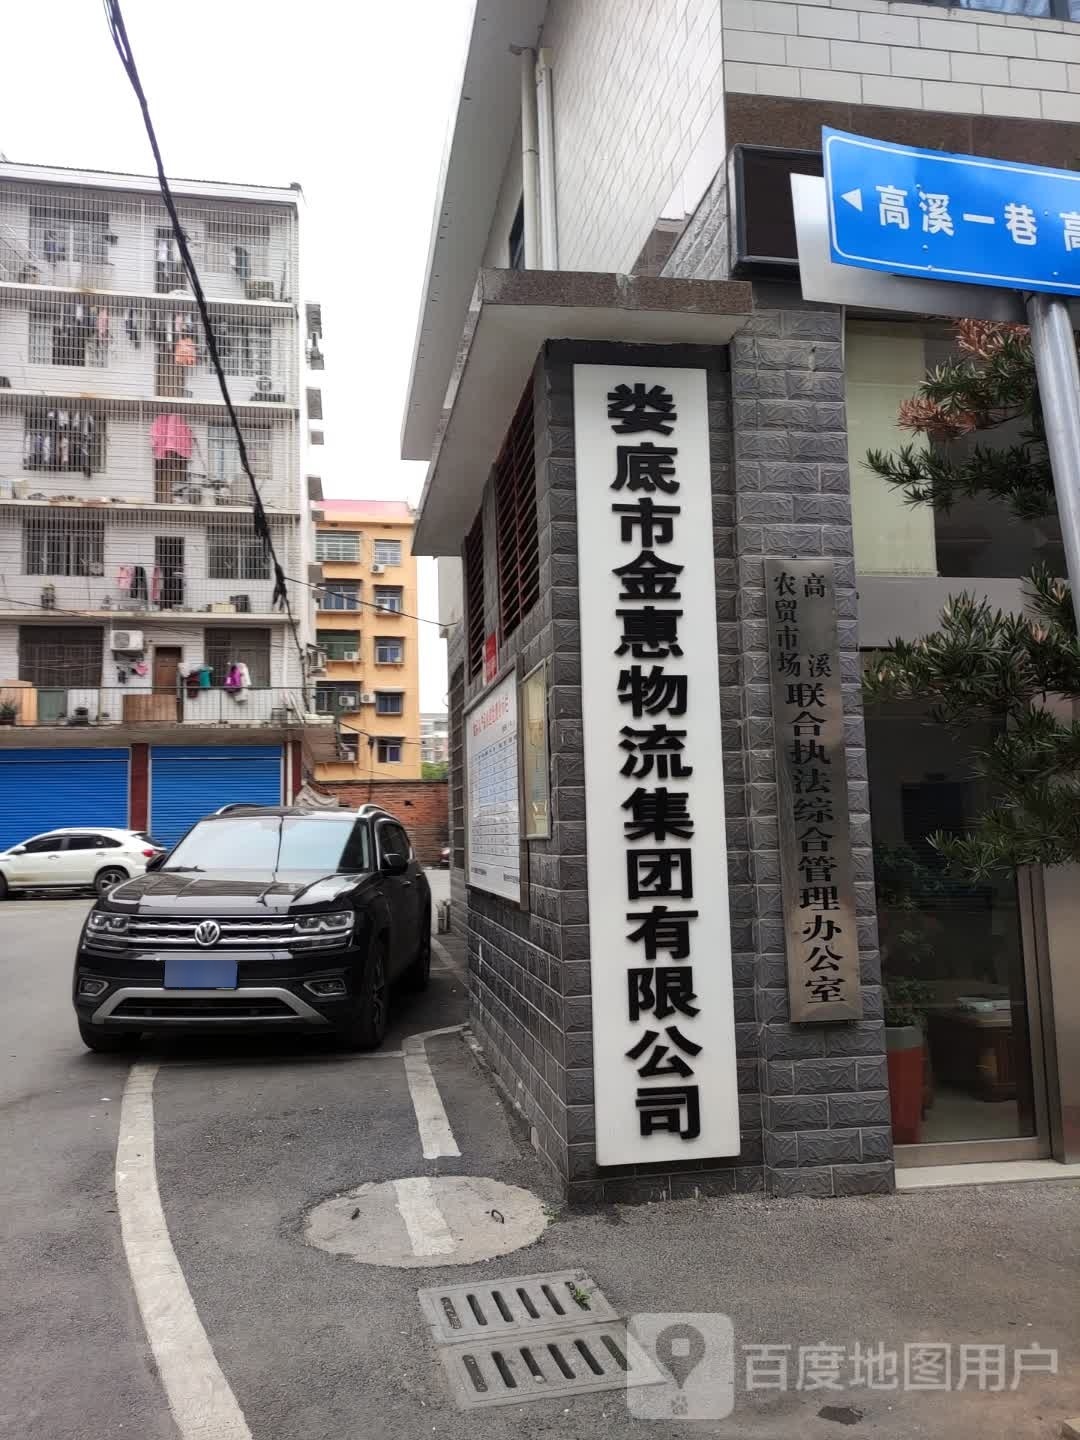 高溪一巷 高
娄底市金惠物流集团有限公司
高溪
农贸市场
联合执法综合管理办公室
百度地图用户